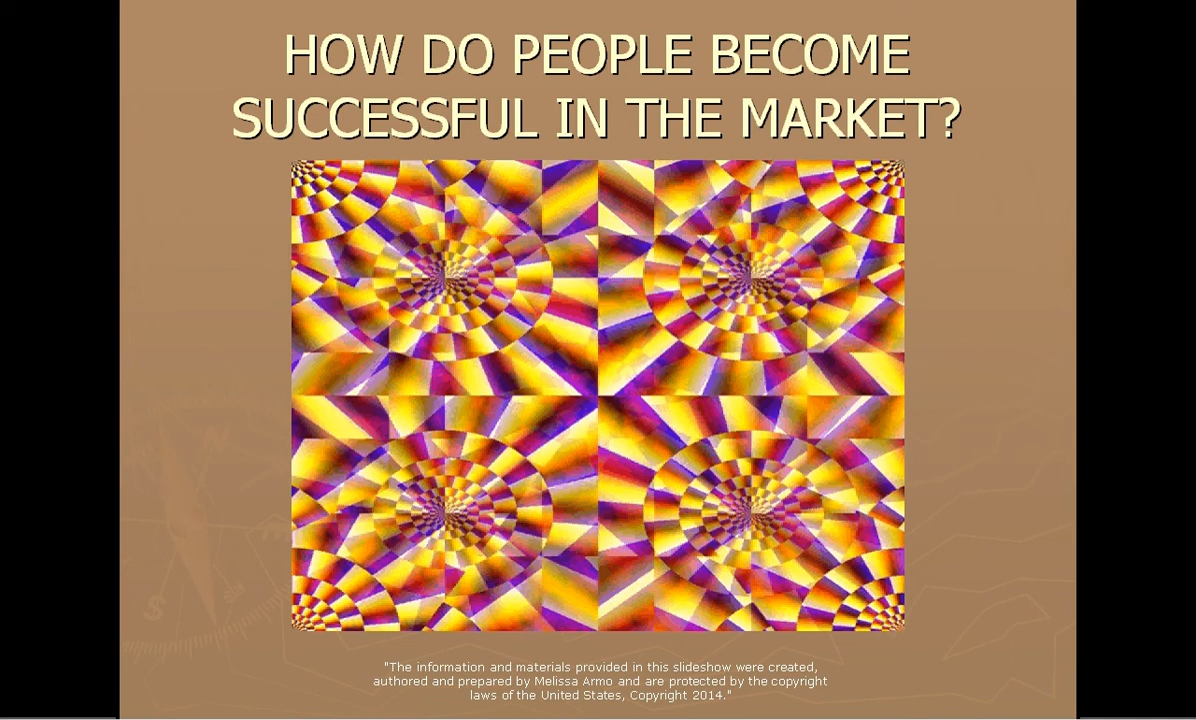 HOW DO PEOPLE BECOME
SUCCESSFUL IN THE MARKET?
"The information and materials provided in this slideshow were created,
authored and prepared by Melissa Armo and are protected by the copyright
laws of the United States, Copyright 2014."